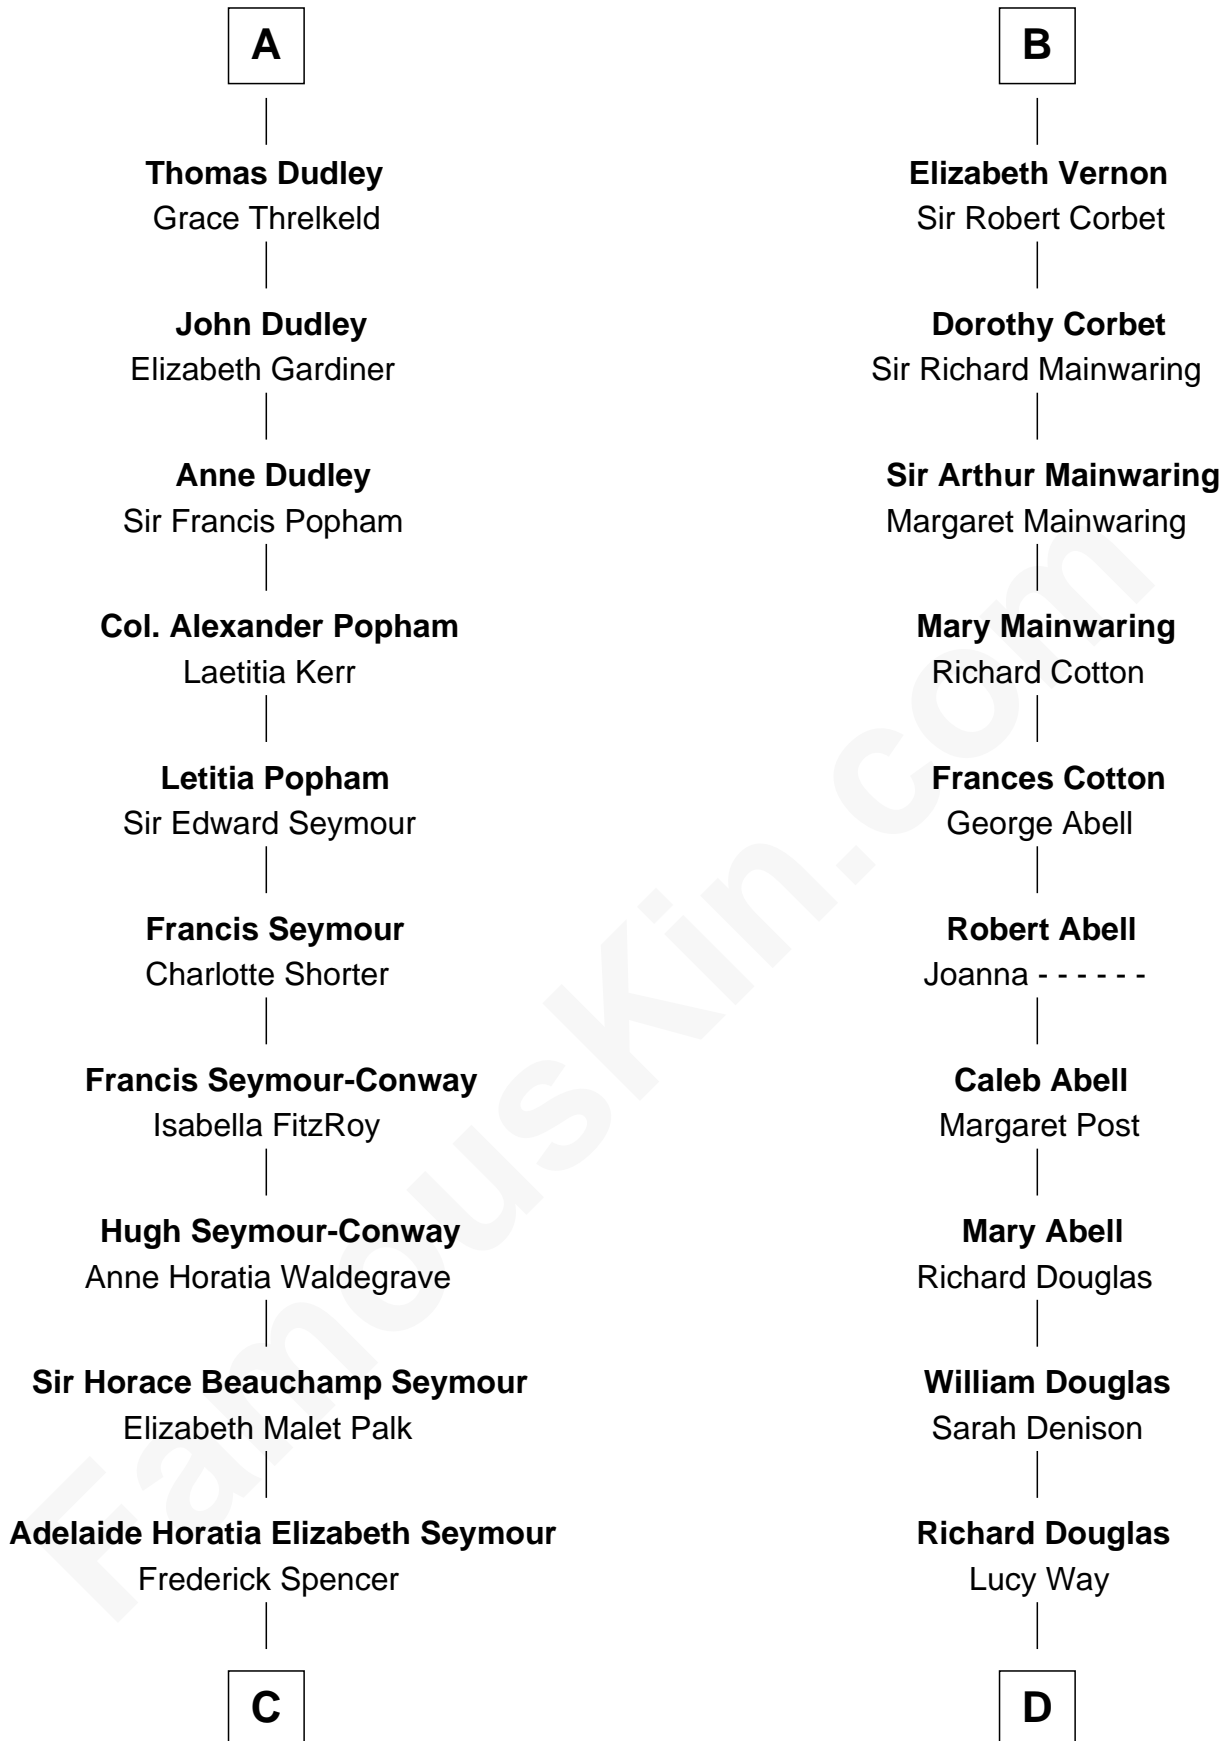 A
Thomas Dudley
Grace Threlkeld
John Dudley
Elizabeth Gardiner
Anne Dudley
Sir Francis Popham
Col. Alexander Popham
Laetitia Kerr
Letitia Popham
Sir Edward Seymour
Francis Seymour
Charlotte Shorter
Francis Seymour-Conway
Isabella FitzRoy
Hugh Seymour-Conway
Anne Horatia Waldegrave
Sir Horace Beauchamp Seymour
Elizabeth Malet Palk
Adelaide Horatia Elizabeth Seymour
Frederick Spencer
C
B
Elizabeth Vernon
Sir Robert Corbet
Dorothy Corbet
Sir Richard Mainwaring
Sir Arthur Mainwaring
Margaret Mainwaring
Mary Mainwaring
Richard Cotton
Frances Cotton
George Abell
Robert Abell
Joanna - - - - - -
Caleb Abell
Margaret Post
Mary Abell
Richard Douglas
William Douglas
Sarah Denison
Richard Douglas
Lucy Way
D
FamousKin.com